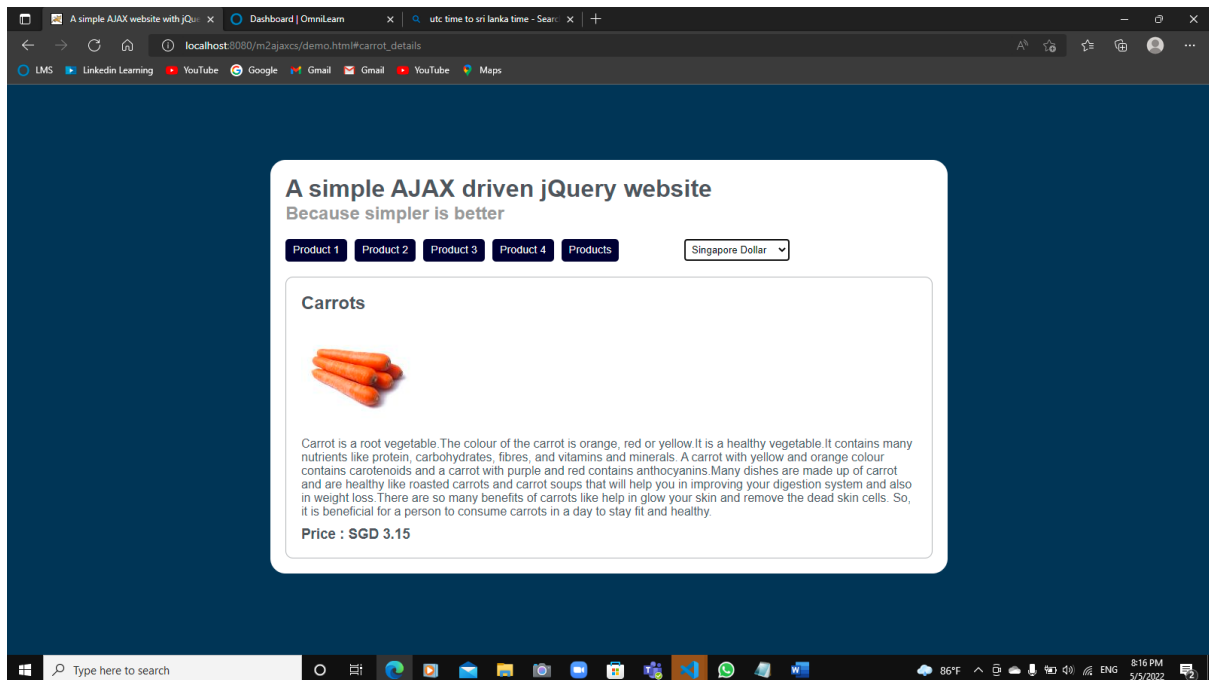 A simple AJAX website with jQue
Dashboard | OmniLearn
utc time to sri lanka time - Searc
localhost:8080/m2ajaxcs/demo.html#carrot_details
LMS Linkedin Learning YouTube Google Gmail Gmail YouTube Maps
A simple AJAX driven jQuery website
Because simpler is better
Product 1 Product 2 Product 3 Product 4 Products Singapore Dollar
Carrots
Carrot is a root vegetable.The colour of the carrot is orange, red or yellow.It is a healthy vegetable.It contains many
nutrients like protein, carbohydrates, fibres, and vitamins and minerals. A carrot with yellow and orange colour
contains carotenoids and a carrot with purple and red contains anthocyanins.Many dishes are made up of carrot
and are healthy like roasted carrots and carrot soups that will help you in improving your digestion system and also
in weight loss.There are so many benefits of carrots like help in glow your skin and remove the dead skin cells. So,
it is beneficial for a person to consume carrots in a day to stay fit and healthy.
Price : SGD 3.15
Type here to search
86°F
ENG
8:16 PM
5/5/2022
2